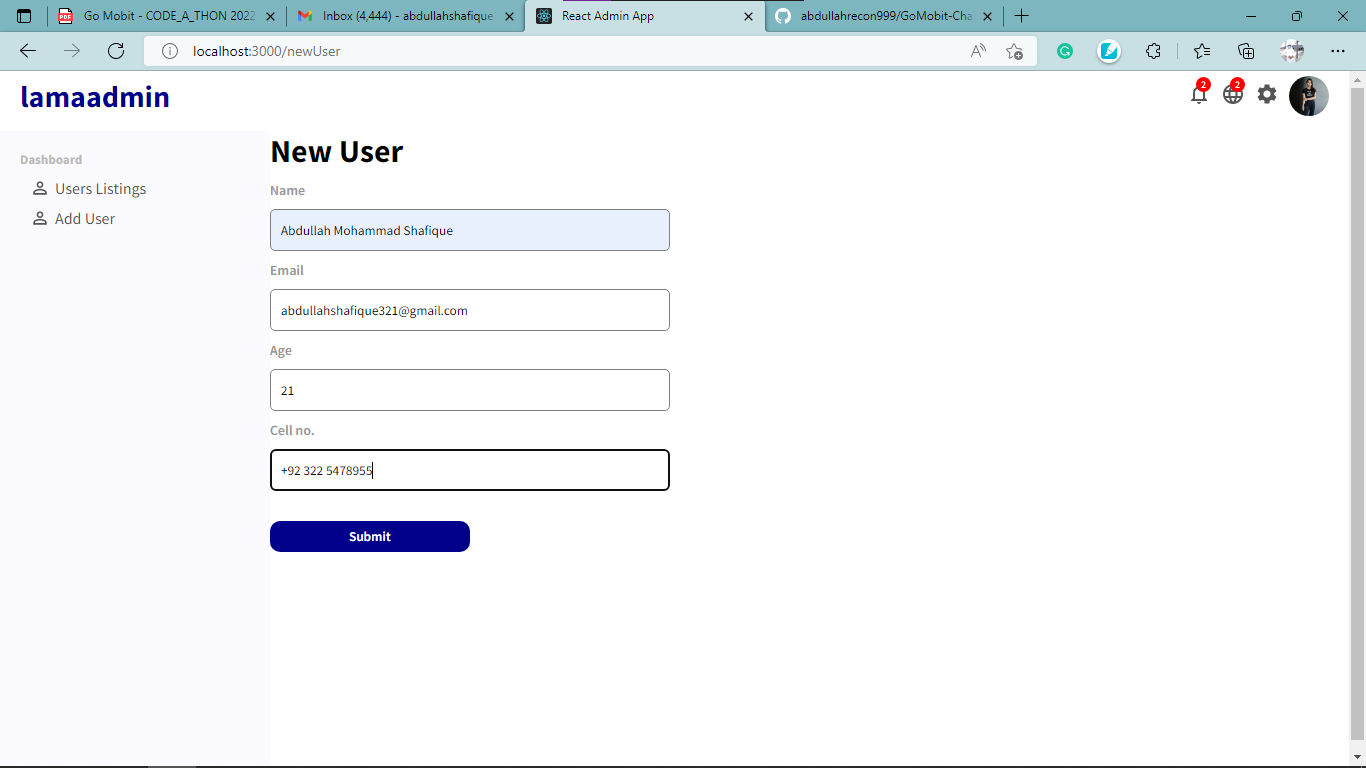 Go Mobit - CODE_A_THON 2022
Inbox (4,444) - abdullahshafique
React Admin App
abdullahrecon999/GoMobit-Cha
localhost:3000/newUser
lamaadmin
2
2
Dashboard
Users Listings
Add User
New User
Name
Abdullah Mohammad Shafique
Email
abdullahshafique321@gmail.com
Age
21
Cell no.
+92 322 5478955
Submit